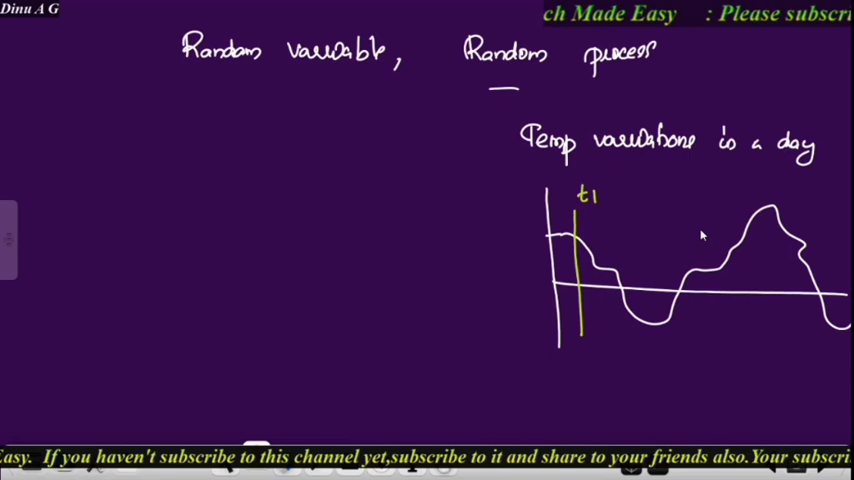 Dinu A G
ch Made Easy : Please subscri
Random variable, Random process
Temp variations is a day
t1
Easy. If you haven't subscribe to this channel yet,subscribe to it and share to your friends also.Your subscri